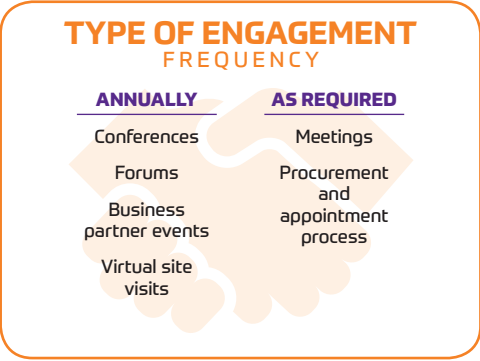 TYPE OF ENGAGEMENT
FREQUENCY
ANNUALLY
Conferences
Forums
Business
partner events
Virtual site
visits
AS REQUIRED
Meetings
Procurement
and
appointment
process